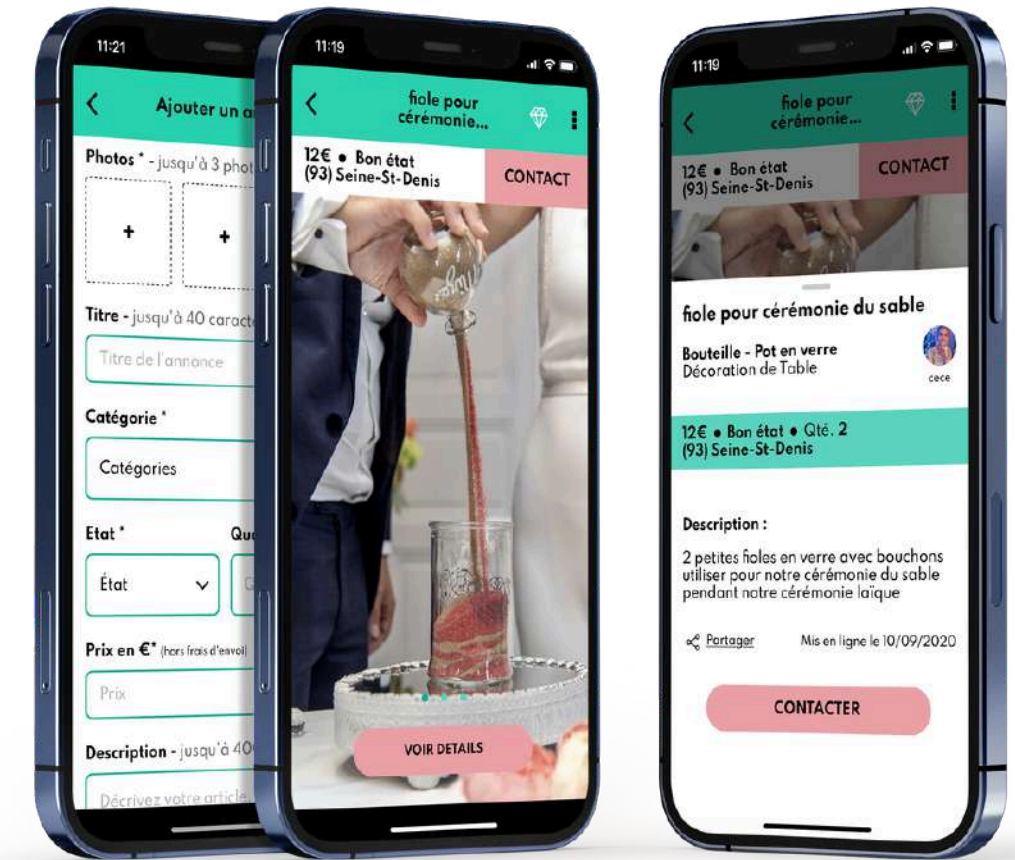 11:21
Ajouter un a
Photos * - jusqu'à 3 phot
+
+
Titre - jusqu'à 40 caracte
Titre de l'annonce
Catégorie *
Catégories
Etat *
Qu
État
Prix en €* (hors frais d'envoi)
Prix
Description - jusqu'à 40
Décrivez votre article
11:19
fiole pour
cérémonie...
12€ ● Bon état
(93) Seine-St-Denis
CONTACT
VOIR DETAILS
11:19
fiole pour
cérémonie...
12€ ● Bon état
(93) Seine-St-Denis
CONTACT
fiole pour cérémonie du sable
Bouteille - Pot en verre
Décoration de Table
cece
12€ ● Bon état ● Qté. 2
(93) Seine-St-Denis
Description :
2 petites fioles en verre avec bouchons
utiliser pour notre cérémonie du sable
pendant notre cérémonie laïque
Partager
Mis en ligne le 10/09/2020
CONTACTER